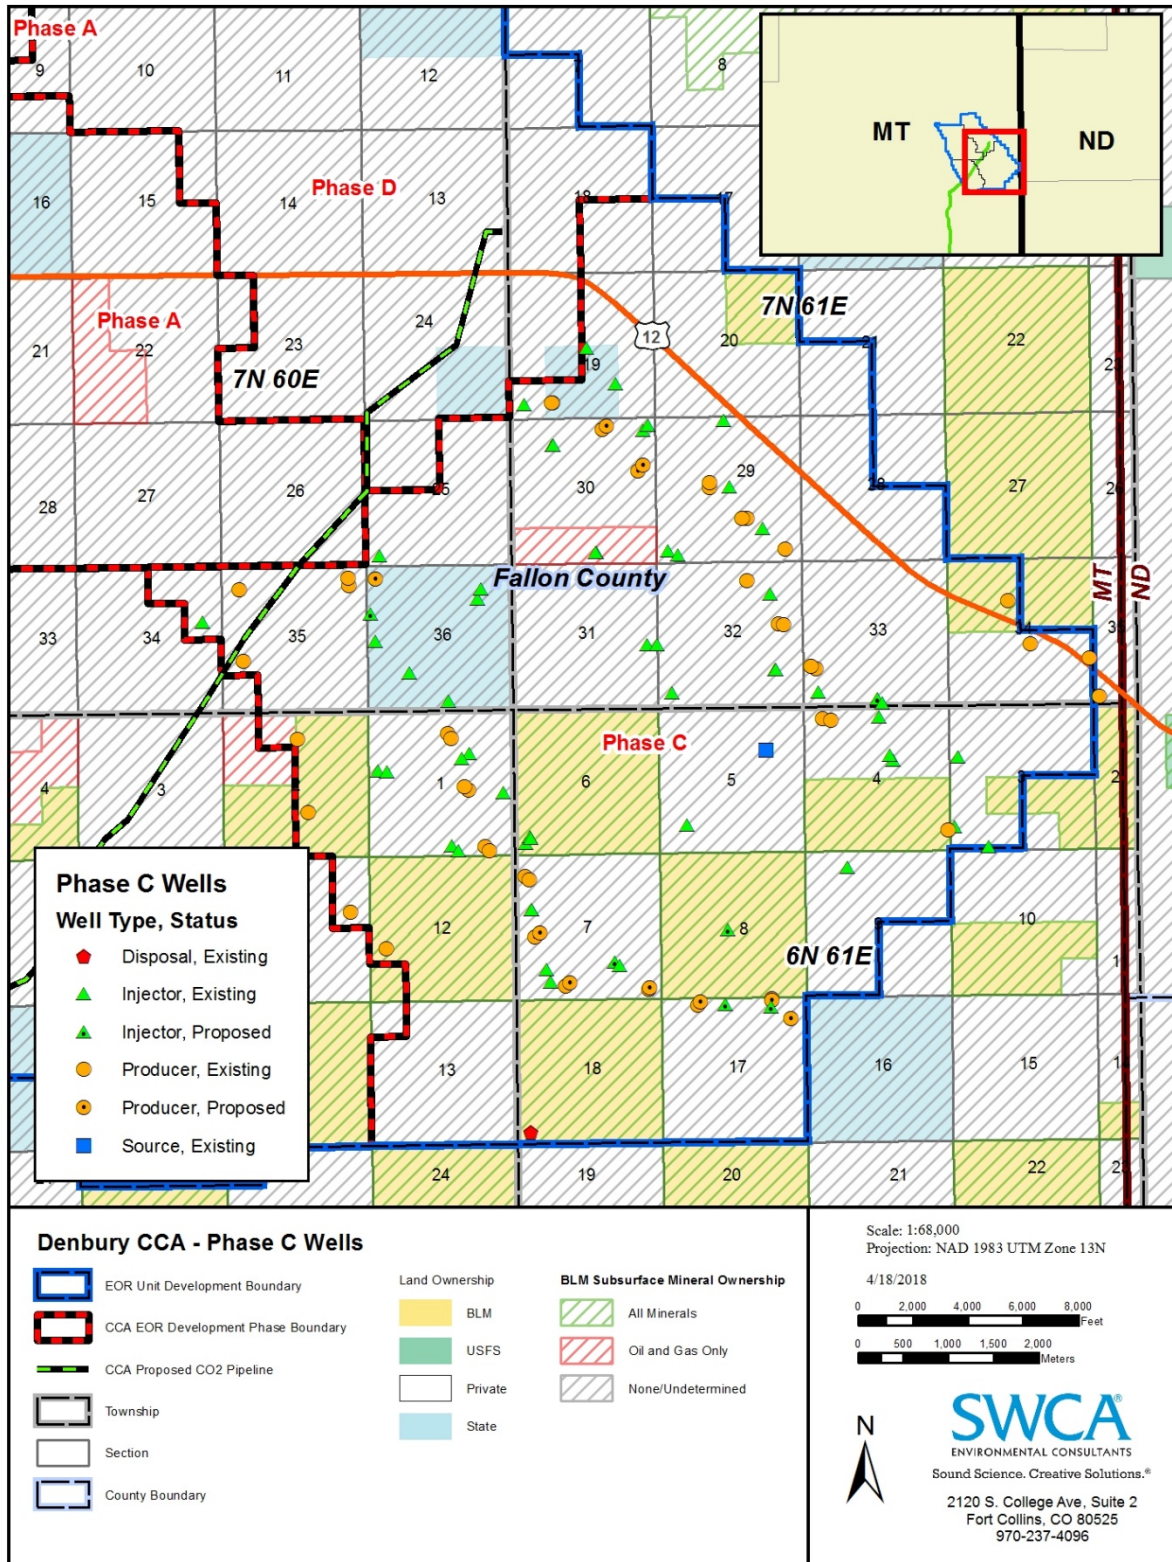 Phase A
9
10
11
12
8
MT
ND
16
15
14
Phase D
13
18
17
7N 61E
Phase A
21
22
23
24
19
12
20
21
22
7N 60E
28
27
26
25
30
29
28
27
Fallon County
MT
ND
33
34
35
36
31
32
33
34
4
3
1
6
Phase C
5
4
3
2
12
7
8
10
6N 61E
13
18
17
16
15
24
19
20
21
22
Phase C Wells
Well Type, Status
Disposal, Existing
Injector, Existing
Injector, Proposed
Producer, Existing
Producer, Proposed
Source, Existing
Denbury CCA - Phase C Wells
EOR Unit Development Boundary
CCA EOR Development Phase Boundary
CCA Proposed CO2 Pipeline
Township
Section
County Boundary
Land Ownership
BLM
USFS
Private
State
BLM Subsurface Mineral Ownership
All Minerals
Oil and Gas Only
None/Undetermined
Scale: 1:68,000
Projection: NAD 1983 UTM Zone 13N
4/18/2018
0 2,000 4,000 6,000 8,000
Feet
0 500 1,000 1,500 2,000
Meters
N
SWCA®
ENVIRONMENTAL CONSULTANTS
Sound Science. Creative Solutions.®
2120 S. College Ave, Suite 2
Fort Collins, CO 80525
970-237-4096